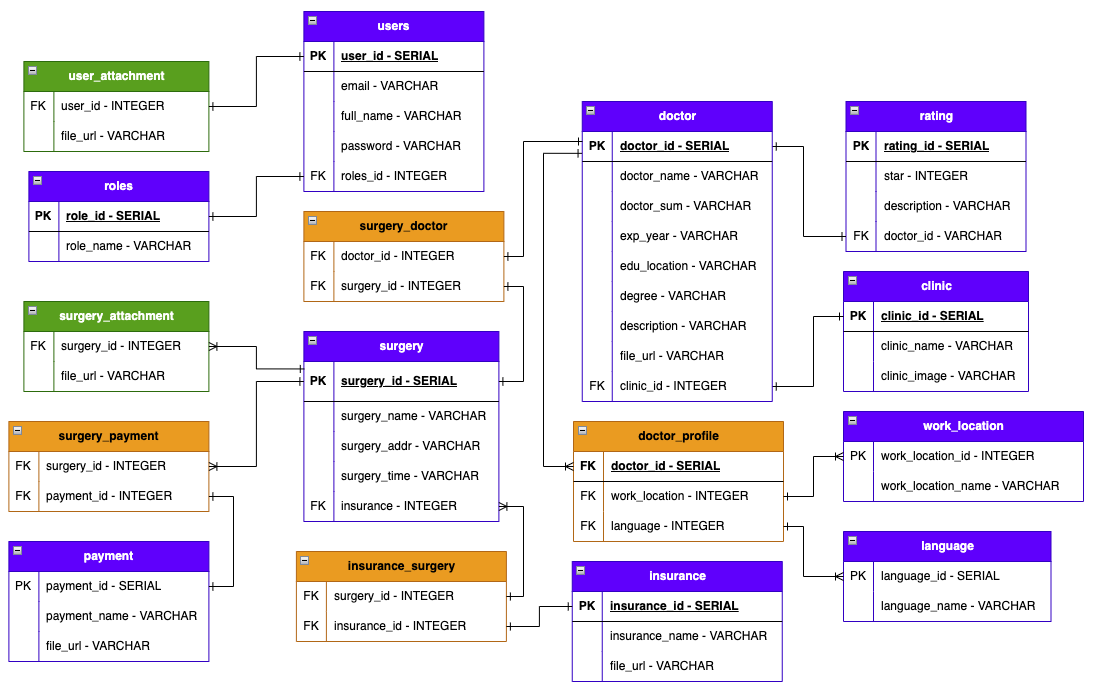 users
PK user_id - SERIAL
email - VARCHAR
full_name - VARCHAR
password - VARCHAR
FK roles_id - INTEGER
user_attachment
FK user_id - INTEGER
file_url - VARCHAR
roles
PK role_id - SERIAL
role_name - VARCHAR
surgery_doctor
FK doctor_id - INTEGER
FK surgery_id - INTEGER
surgery_attachment
FK surgery_id - INTEGER
file_url - VARCHAR
surgery
PK surgery_id - SERIAL
surgery_name - VARCHAR
surgery_addr - VARCHAR
surgery_time - VARCHAR
FK insurance - INTEGER
surgery_payment
FK surgery_id - INTEGER
FK payment_id - INTEGER
payment
PK payment_id - SERIAL
payment_name - VARCHAR
file_url - VARCHAR
insurance_surgery
FK surgery_id - INTEGER
FK insurance_id - INTEGER
doctor
PK doctor_id - SERIAL
doctor_name - VARCHAR
doctor_sum - VARCHAR
exp_year - VARCHAR
edu_location - VARCHAR
degree - VARCHAR
description - VARCHAR
file_url - VARCHAR
FK clinic_id - INTEGER
doctor_profile
FK doctor_id - SERIAL
FK work_location - INTEGER
FK language - INTEGER
insurance
PK insurance_id - SERIAL
insurance_name - VARCHAR
file_url - VARCHAR
rating
PK rating_id - SERIAL
star - INTEGER
description - VARCHAR
FK doctor_id - VARCHAR
clinic
PK clinic_id - SERIAL
clinic_name - VARCHAR
clinic_image - VARCHAR
work_location
PK work_location_id - INTEGER
work_location_name - VARCHAR
language
PK language_id - SERIAL
language_name - VARCHAR